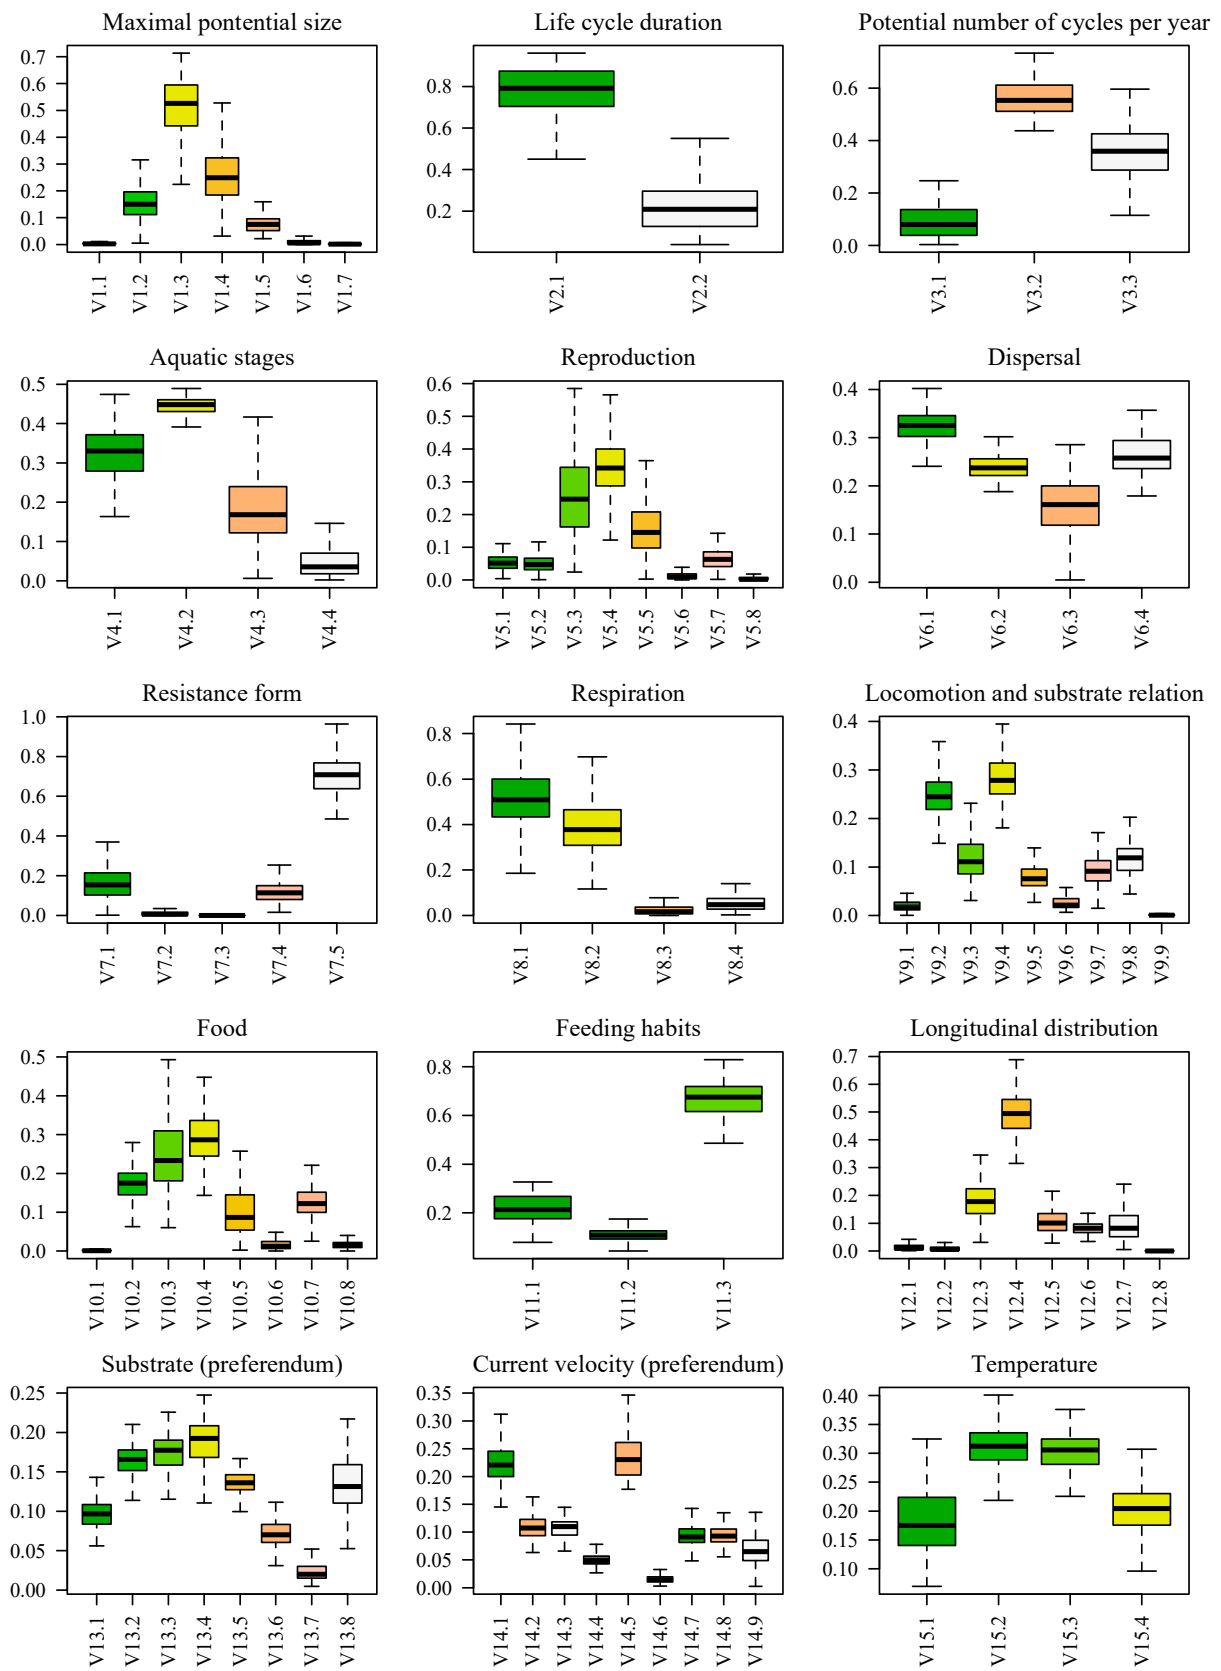 Maximal pontential size
0.7
0.6
0.5
0.4
0.3
0.2
0.1
0.0
V1.1 V1.2 V1.3 V1.4 V1.5 V1.6 V1.7
Life cycle duration
0.8
0.6
0.4
0.2
V2.1 V2.2
Potential number of cycles per year
0.6
0.4
0.2
0.0
V3.1 V3.2 V3.3
Aquatic stages
0.5
0.4
0.3
0.2
0.1
0.0
V4.1 V4.2 V4.3 V4.4
Reproduction
0.6
0.5
0.4
0.3
0.2
0.1
0.0
V5.1 V5.2 V5.3 V5.4 V5.5 V5.6 V5.7 V5.8
Dispersal
0.4
0.3
0.2
0.1
0.0
V6.1 V6.2 V6.3 V6.4
Resistance form
1.0
0.8
0.6
0.4
0.2
0.0
V7.1 V7.2 V7.3 V7.4 V7.5
Respiration
0.8
0.6
0.4
0.2
0.0
V8.1 V8.2 V8.3 V8.4
Locomotion and substrate relation
0.4
0.3
0.2
0.1
0.0
V9.1 V9.2 V9.3 V9.4 V9.5 V9.6 V9.7 V9.8 V9.9
Food
0.5
0.4
0.3
0.2
0.1
0.0
V10.1 V10.2 V10.3 V10.4 V10.5 V10.6 V10.7 V10.8
Feeding habits
0.8
0.6
0.4
0.2
V11.1 V11.2 V11.3
Longitudinal distribution
0.7
0.6
0.5
0.4
0.3
0.2
0.1
0.0
V12.1 V12.2 V12.3 V12.4 V12.5 V12.6 V12.7 V12.8
Substrate (preferendum)
0.25
0.20
0.15
0.10
0.05
0.00
V13.1 V13.2 V13.3 V13.4 V13.5 V13.6 V13.7 V13.8
Current velocity (preferendum)
0.35
0.30
0.25
0.20
0.15
0.10
0.05
0.00
V14.1 V14.2 V14.3 V14.4 V14.5 V14.6 V14.7 V14.8 V14.9
Temperature
0.40
0.35
0.30
0.25
0.20
0.15
0.10
V15.1 V15.2 V15.3 V15.4